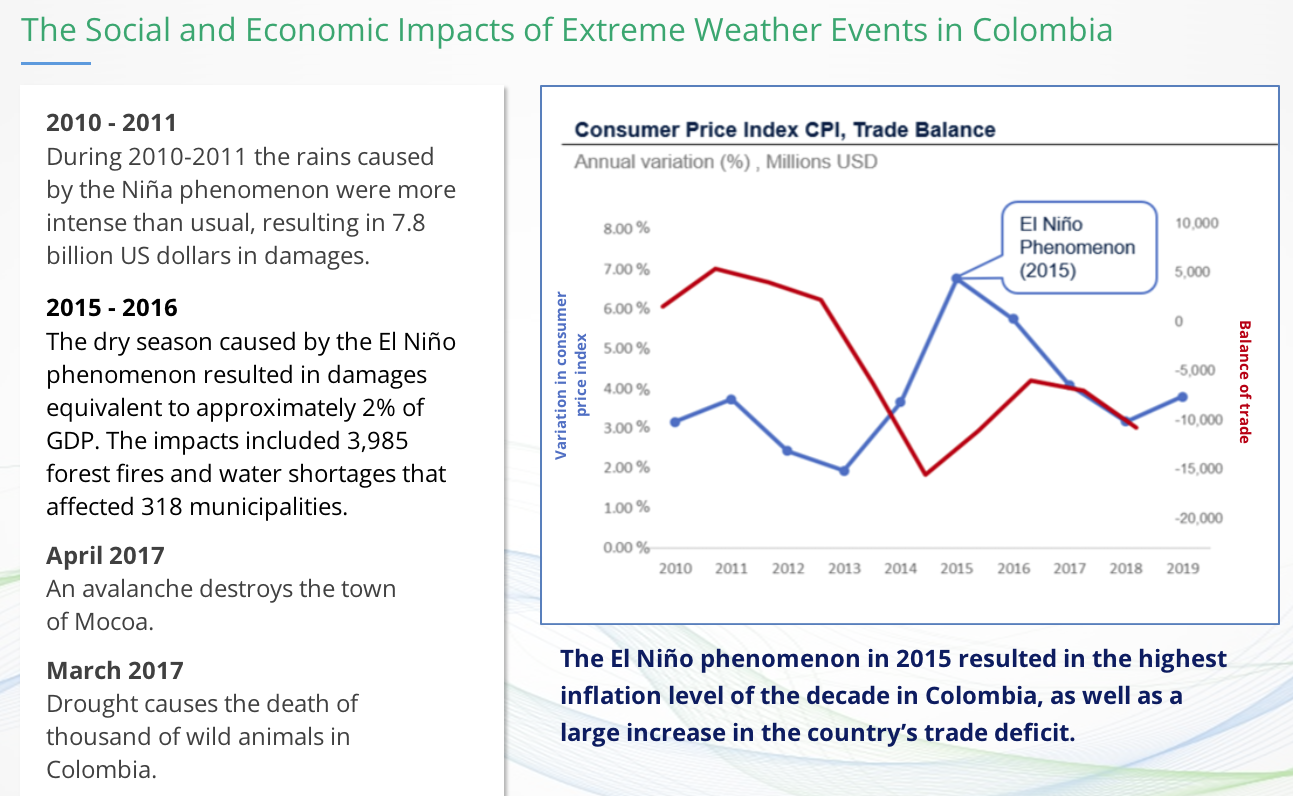 The Social and Economic Impacts of Extreme Weather Events in Colombia
2010 - 2011
During 2010-2011 the rains caused
by the Niña phenomenon were more
intense than usual, resulting in 7.8
billion US dollars in damages.
2015 - 2016
The dry season caused by the El Niño
phenomenon resulted in damages
equivalent to approximately 2% of
GDP. The impacts included 3,985
forest fires and water shortages that
affected 318 municipalities.
April 2017
An avalanche destroys the town
of Mocoa.
March 2017
Drought causes the death of
thousand of wild animals in
Colombia.
Consumer Price Index CPI, Trade Balance
Annual variation (%) , Millions USD
Variation in consumer
price index
8.00 %
7.00 %
6.00 %
5.00 %
4.00 %
3.00 %
2.00 %
1.00 %
0.00 %
El Niño
Phenomenon
(2015)
10,000
5,000
0
-5,000
-10,000
-15,000
-20,000
Balance of trade
2010 2011 2012 2013 2014 2015 2016 2017 2018 2019
The El Niño phenomenon in 2015 resulted in the highest
inflation level of the decade in Colombia, as well as a
large increase in the country’s trade deficit.